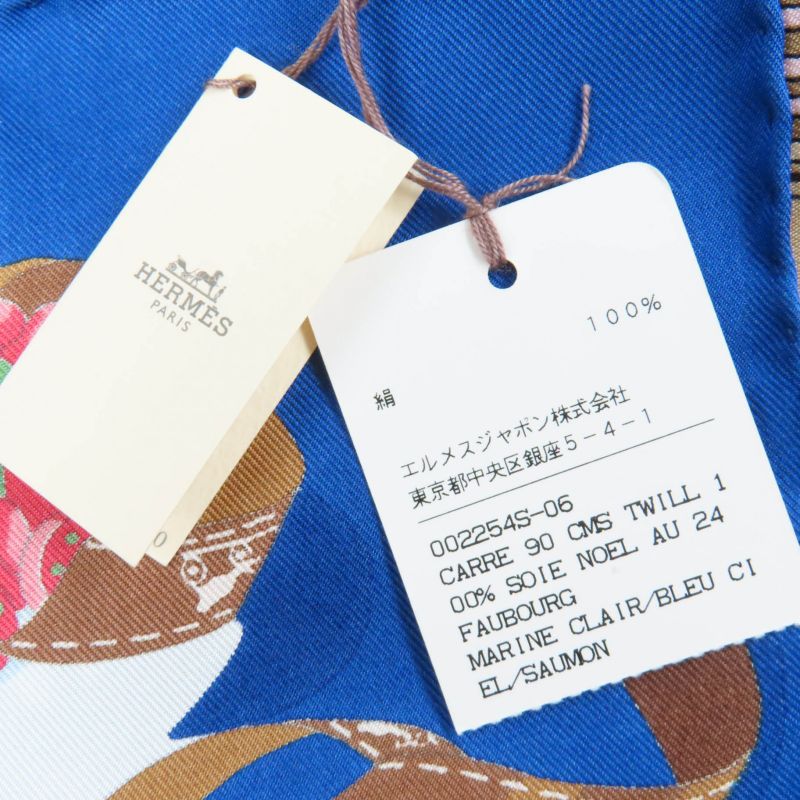 HERMÈS
PARIS
0
100%
絹
エルメスジャポン株式会社
東京都中央区銀座5-4-1
002254S-06
CARRE 90 CMS TWILL 1
00% SOIE NOEL AU 24
FAUBOURG
MARINE CLAIR/BLEU CI
EL/SAUMON